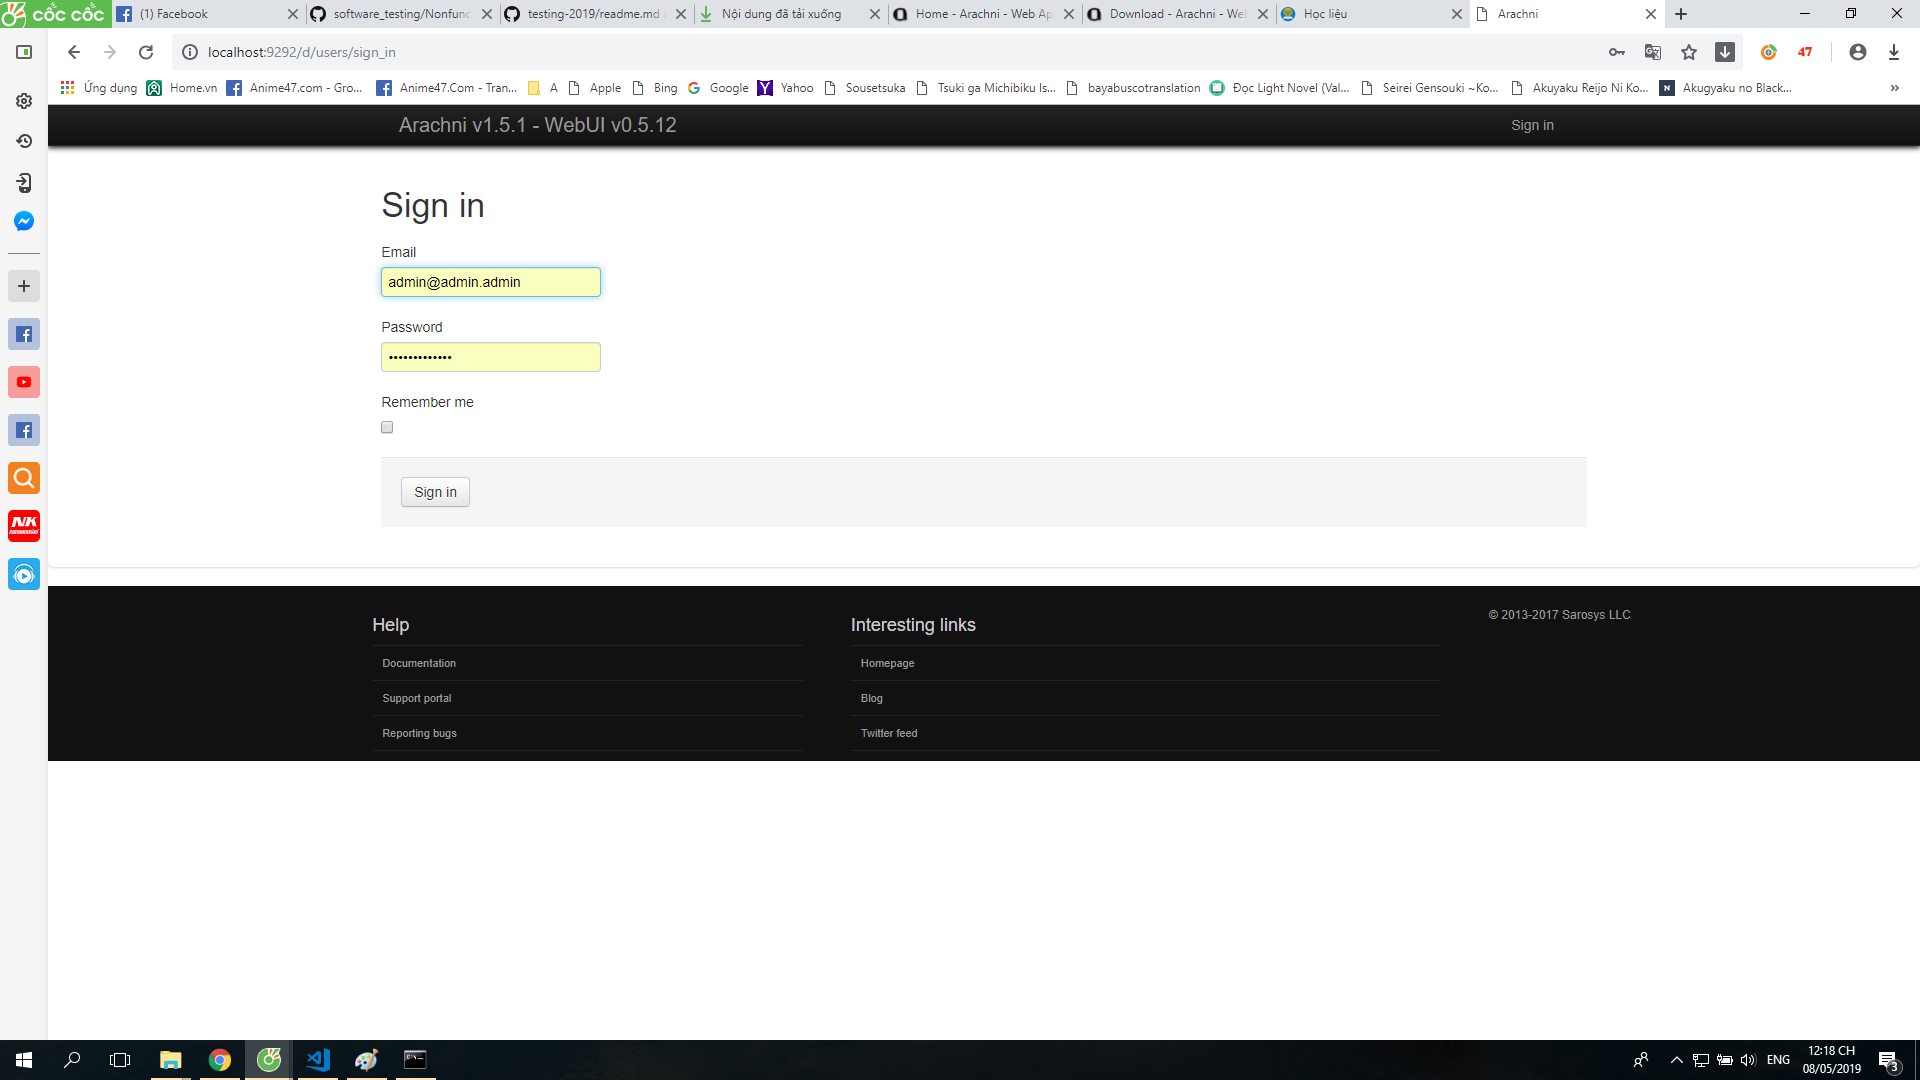 cốc cốc
(1) Facebook
software_testing/Nonfunc
testing-2019/readme.md
Nội dung đã tải xuống
Home - Arachni - Web Ap
Download - Arachni - Web
Học liệu
Arachni
localhost:9292/d/users/sign_in
47
Ứng dụng
Home.vn
Anime47.com - Gro...
Anime47.Com - Tran...
A
Apple
Bing
Google
Yahoo
Sousetsuka
Tsuki ga Michibiku Is...
bayabuscotranslation
Đọc Light Novel (Val...
Seirei Gensouki ~Ko...
Akuyaku Reijo Ni Ko...
N
Akugyaku no Black...
»
Arachni v1.5.1 - WebUI v0.5.12
Sign in
Sign in
Email
admin@admin.admin
Password
•••••••••••••
Remember me
Sign in
NK
Help
Documentation
Support portal
Reporting bugs
Interesting links
Homepage
Blog
Twitter feed
© 2013-2017 Sarosys LLC
ENG
12:18 CH
08/05/2019
3